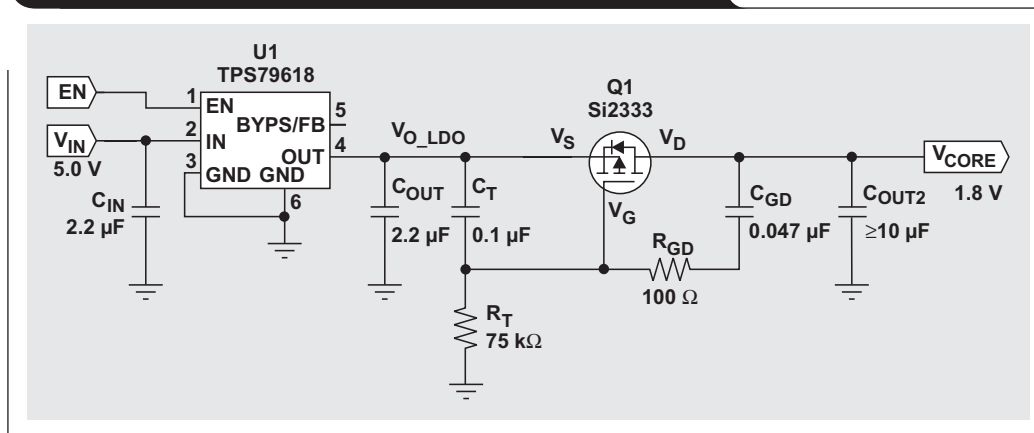 U1
TPS79618
EN
1
EN
BYPS/FB
5
2
IN
V_IN
5.0 V
3
GND GND
OUT
4
6
C_IN
2.2 µF
V_O_LDO
C_OUT
2.2 µF
C_T
0.1 µF
Q1
Si2333
V_S
V_D
V_G
R_GD
100 Ω
C_GD
0.047 µF
C_OUT2
≥10 µF
V_CORE
1.8 V
R_T
75 kΩ